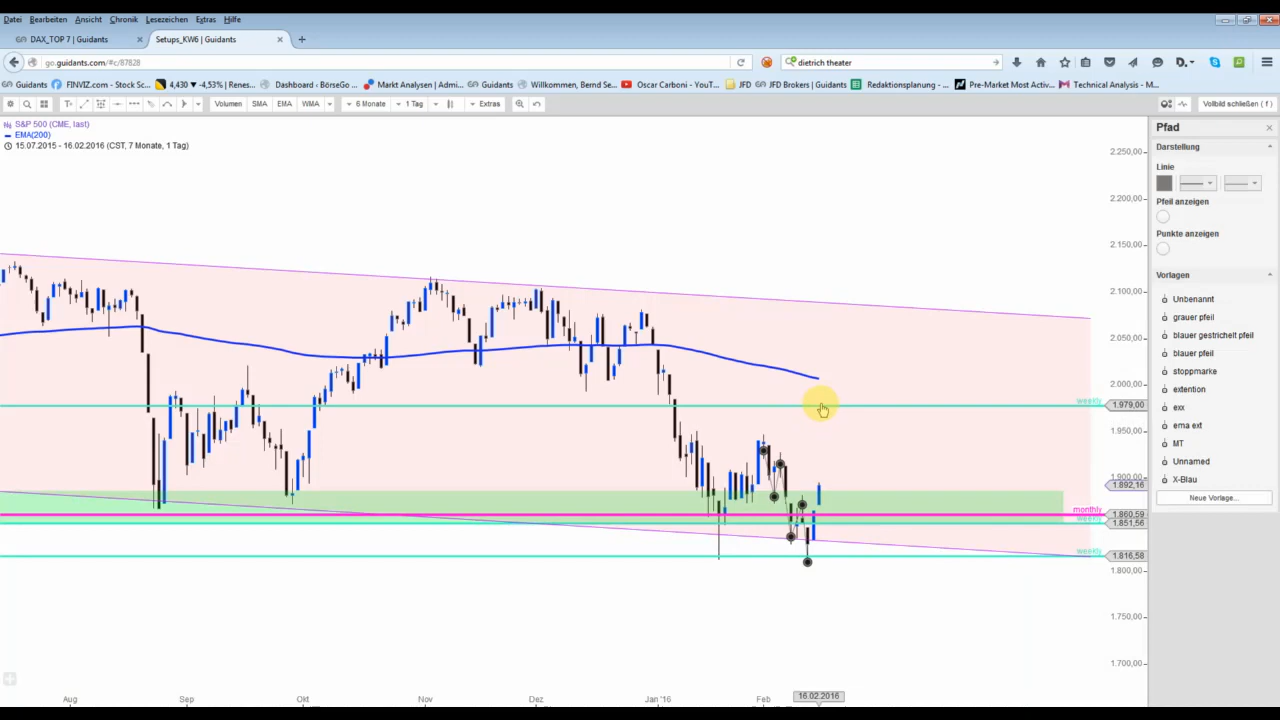 Datei Bearbeiten Ansicht Chronik Lesezeichen Extras Hilfe
DAX_TOP 7 | Guidants × Setups_KW6 | Guidants × +
go.guidants.com/#c/87828 dietrich theater
Guidants FINVIZ.com - Stock Sc... 4,430 ▾ -4,53% | Renes... Dashboard ‹ BörseGo ... Markt Analysen | Admi... Guidants Willkommen, Bernd Se... Oscar Carboni - YouT... JFD JFD Brokers | Guidants Redaktionsplanung - ... Pre-Market Most Activ... Technical Analysis - M...
Volumen SMA EMA WMA 6 Monate 1 Tag Extras Vollbild schließen ( f )
S&P 500 (CME, last)
EMA(200)
15.07.2015 - 16.02.2016 (CST, 7 Monate, 1 Tag)
2.250,00
2.200,00
2.150,00
2.100,00
2.050,00
2.000,00
weekly 1.979,00
1.950,00
1.900,00
1.892,16
monthly 1.860,59
weekly 1.851,56
weekly 1.816,58
1.800,00
1.750,00
1.700,00
Aug Sep Okt Nov Dez Jan '16 Feb 16.02.2016
Pfad ×
Darstellung
Linie
Pfeil anzeigen
Punkte anzeigen
Vorlagen
Unbenannt
grauer pfeil
blauer gestrichelt pfeil
blauer pfeil
stoppmarke
extention
exx
ema ext
MT
Unnamed
X-Blau
Neue Vorlage...